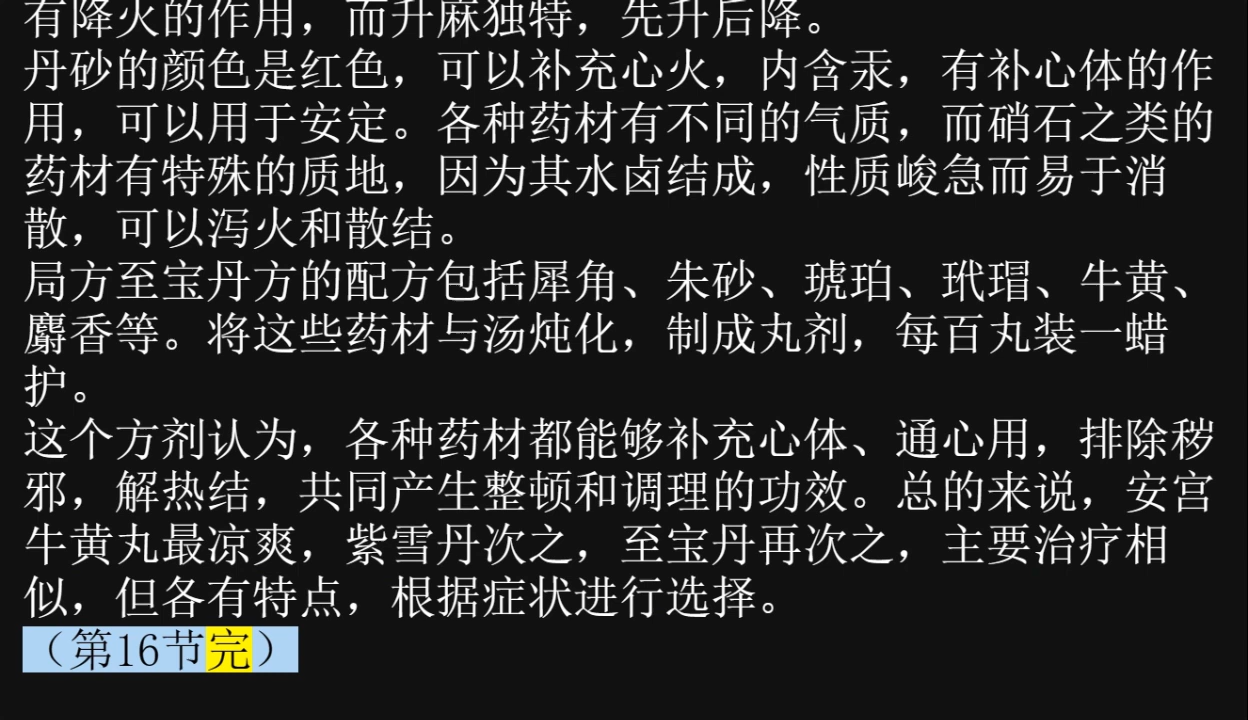 有降火的作用，而升麻独特，先升后降。
丹砂的颜色是红色，可以补充心火，内含汞，有补心体的作
用，可以用于安定。各种药材有不同的气质，而硝石之类的
药材有特殊的质地，因为其水卤结成，性质峻急而易于消
散，可以泻火和散结。
局方至宝丹方的配方包括犀角、朱砂、琥珀、玳瑁、牛黄、
麝香等。将这些药材与汤炖化，制成丸剂，每百丸装一蜡
护。
这个方剂认为，各种药材都能够补充心体、通心用，排除秽
邪，解热结，共同产生整顿和调理的功效。总的来说，安宫
牛黄丸最凉爽，紫雪丹次之，至宝丹再次之，主要治疗相
似，但各有特点，根据症状进行选择。
（第16节完）